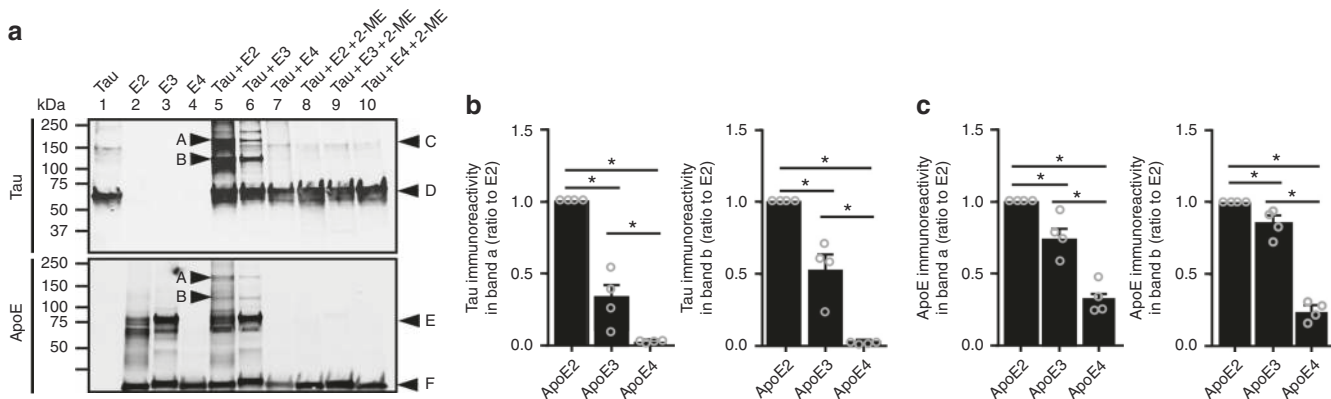 a
Tau
E2
E3
E4
Tau + E2
Tau + E3
Tau + E4
Tau + E2 + 2-ME
Tau + E3 + 2-ME
Tau + E4 + 2-ME
kDa 1 2 3 4 5 6 7 8 9 10
Tau
250
150
100
75
50
37
A
B
C
D
ApoE
250
150
100
75
50
A
B
E
F
b
Tau immunoreactivity
in band a (ratio to E2)
1.5
1.0
0.5
0.0
* * *
ApoE2 ApoE3 ApoE4
Tau immunoreactivity
in band b (ratio to E2)
1.5
1.0
0.5
0.0
* * *
ApoE2 ApoE3 ApoE4
c
ApoE immunoreactivity
in band a (ratio to E2)
1.5
1.0
0.5
0.0
* * *
ApoE2 ApoE3 ApoE4
ApoE immunoreactivity
in band b (ratio to E2)
1.5
1.0
0.5
0.0
* * *
ApoE2 ApoE3 ApoE4